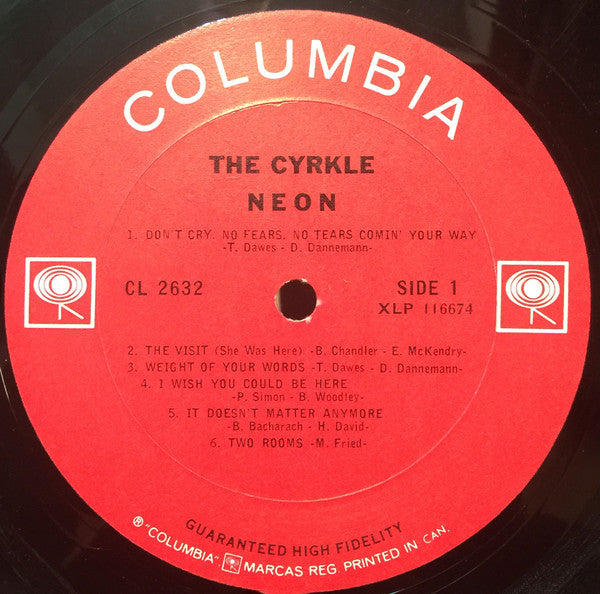 COLUMBIA
THE CYRKLE
NEON
1. DON'T CRY, NO FEARS, NO TEARS COMIN' YOUR WAY
-T. Dawes - D. Dannemann-
CL 2632
SIDE 1
XLP 116674
2. THE VISIT (She Was Here) -B. Chandler - E. McKendry-
3. WEIGHT OF YOUR WORDS -T. Dawes - D. Dannemann-
4. I WISH YOU COULD BE HERE
-P. Simon - B. Woodley-
5. IT DOESN'T MATTER ANYMORE
-B. Bacharach - H. David-
6. TWO ROOMS -M. Fried-
GUARANTEED HIGH FIDELITY
® "COLUMBIA", MARCAS REG. PRINTED IN CAN.